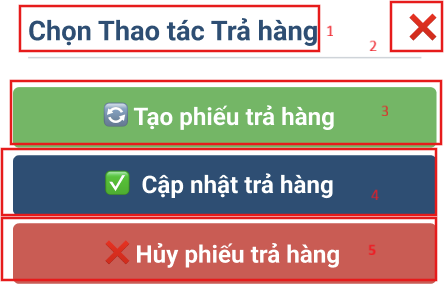 Chọn Thao tác Trả hàng 1
2 ❌
🔄 Tạo phiếu trả hàng 3
✅ Cập nhật trả hàng 4
❌ Hủy phiếu trả hàng 5